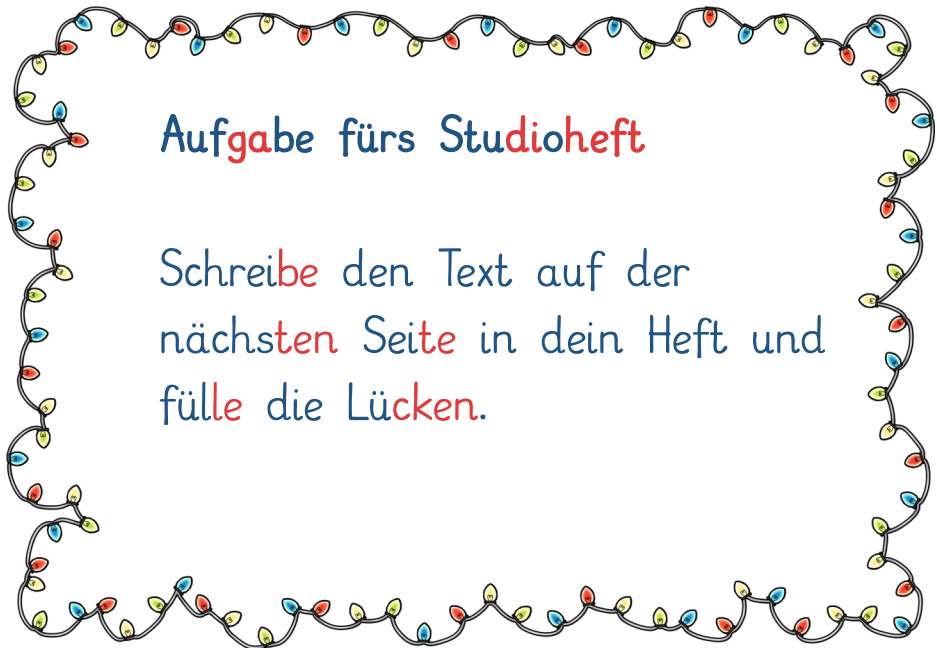 Aufgabe fürs Studioheft
Schreibe den Text auf der
nächsten Seite in dein Heft und
fülle die Lücken.